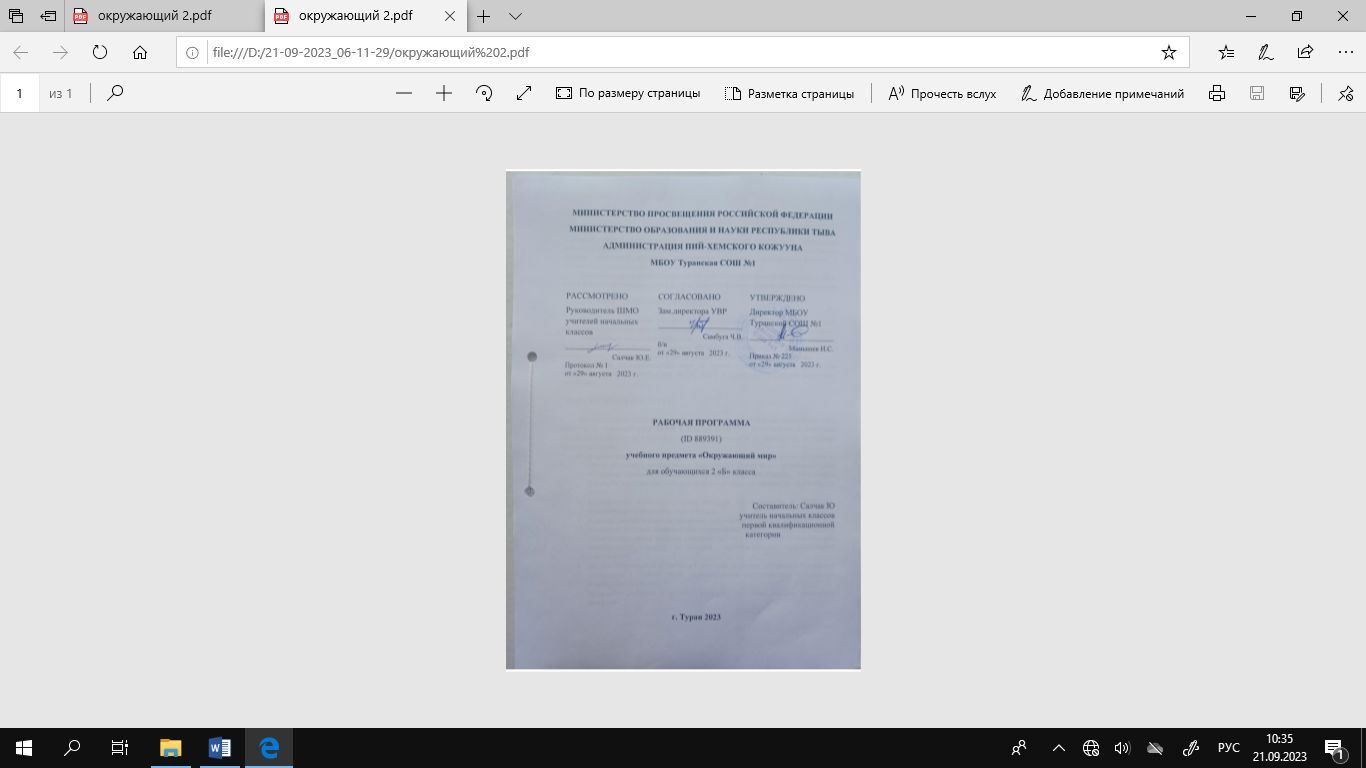 окружающий 2.pdf
окружающий 2.pdf
file:///D:/21-09-2023_06-11-29/окружающий%202.pdf
1 из 1
По размеру страницы
Разметка страницы
Прочесть вслух
Добавление примечаний
МИНИСТЕРСТВО ПРОСВЕЩЕНИЯ РОССИЙСКОЙ ФЕДЕРАЦИИ
МИНИСТЕРСТВО ОБРАЗОВАНИЯ И НАУКИ РЕСПУБЛИКИ ТЫВА
АДМИНИСТРАЦИЯ ПИЙ-ХЕМСКОГО КОЖУУНА
МБОУ Туранская СОШ №1
РАССМОТРЕНО
Руководитель ШМО
учителей начальных
классов
Салчак Ю.Е.
Протокол № 1
от «29» августа 2023 г.
СОГЛАСОВАНО
Зам.директора УВР
Самбуга Ч.В.
б/н
от «29» августа 2023 г.
УТВЕРЖДЕНО
Директор МБОУ
Туранский СОШ №1
Н.С.
Приказ № 221
от «29» августа 2023 г.
РАБОЧАЯ ПРОГРАММА
(ID 889391)
учебного предмета «Окружающий мир»
для обучающихся 2 «Б» класса
Составитель: Салчак Ю
учитель начальных классов
первой квалификационной
категории
г. Туран 2023
РУС
10:35
21.09.2023
1